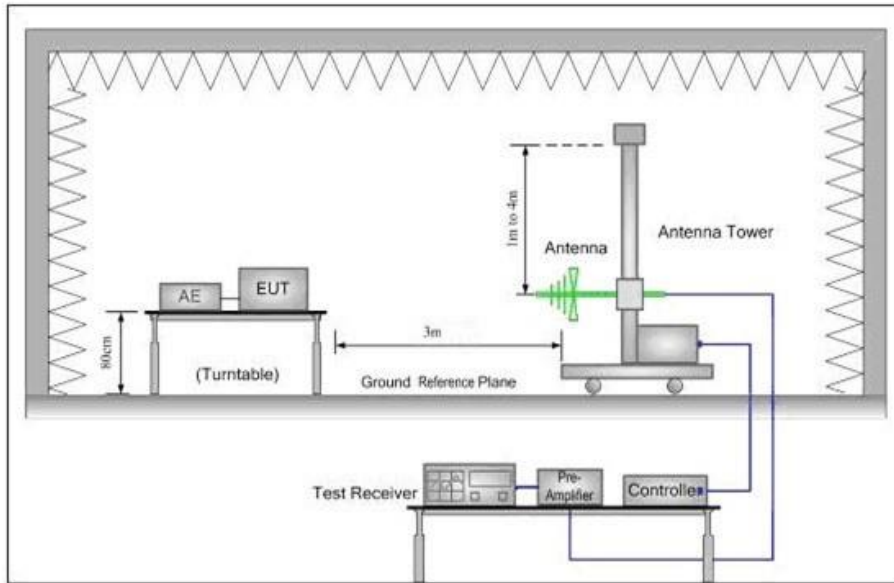 1m to 4m
Antenna
Antenna Tower
AE
EUT
80cm
3m
(Turntable)
Ground Reference Plane
Test Receiver
Pre-
Amplifier
Controller